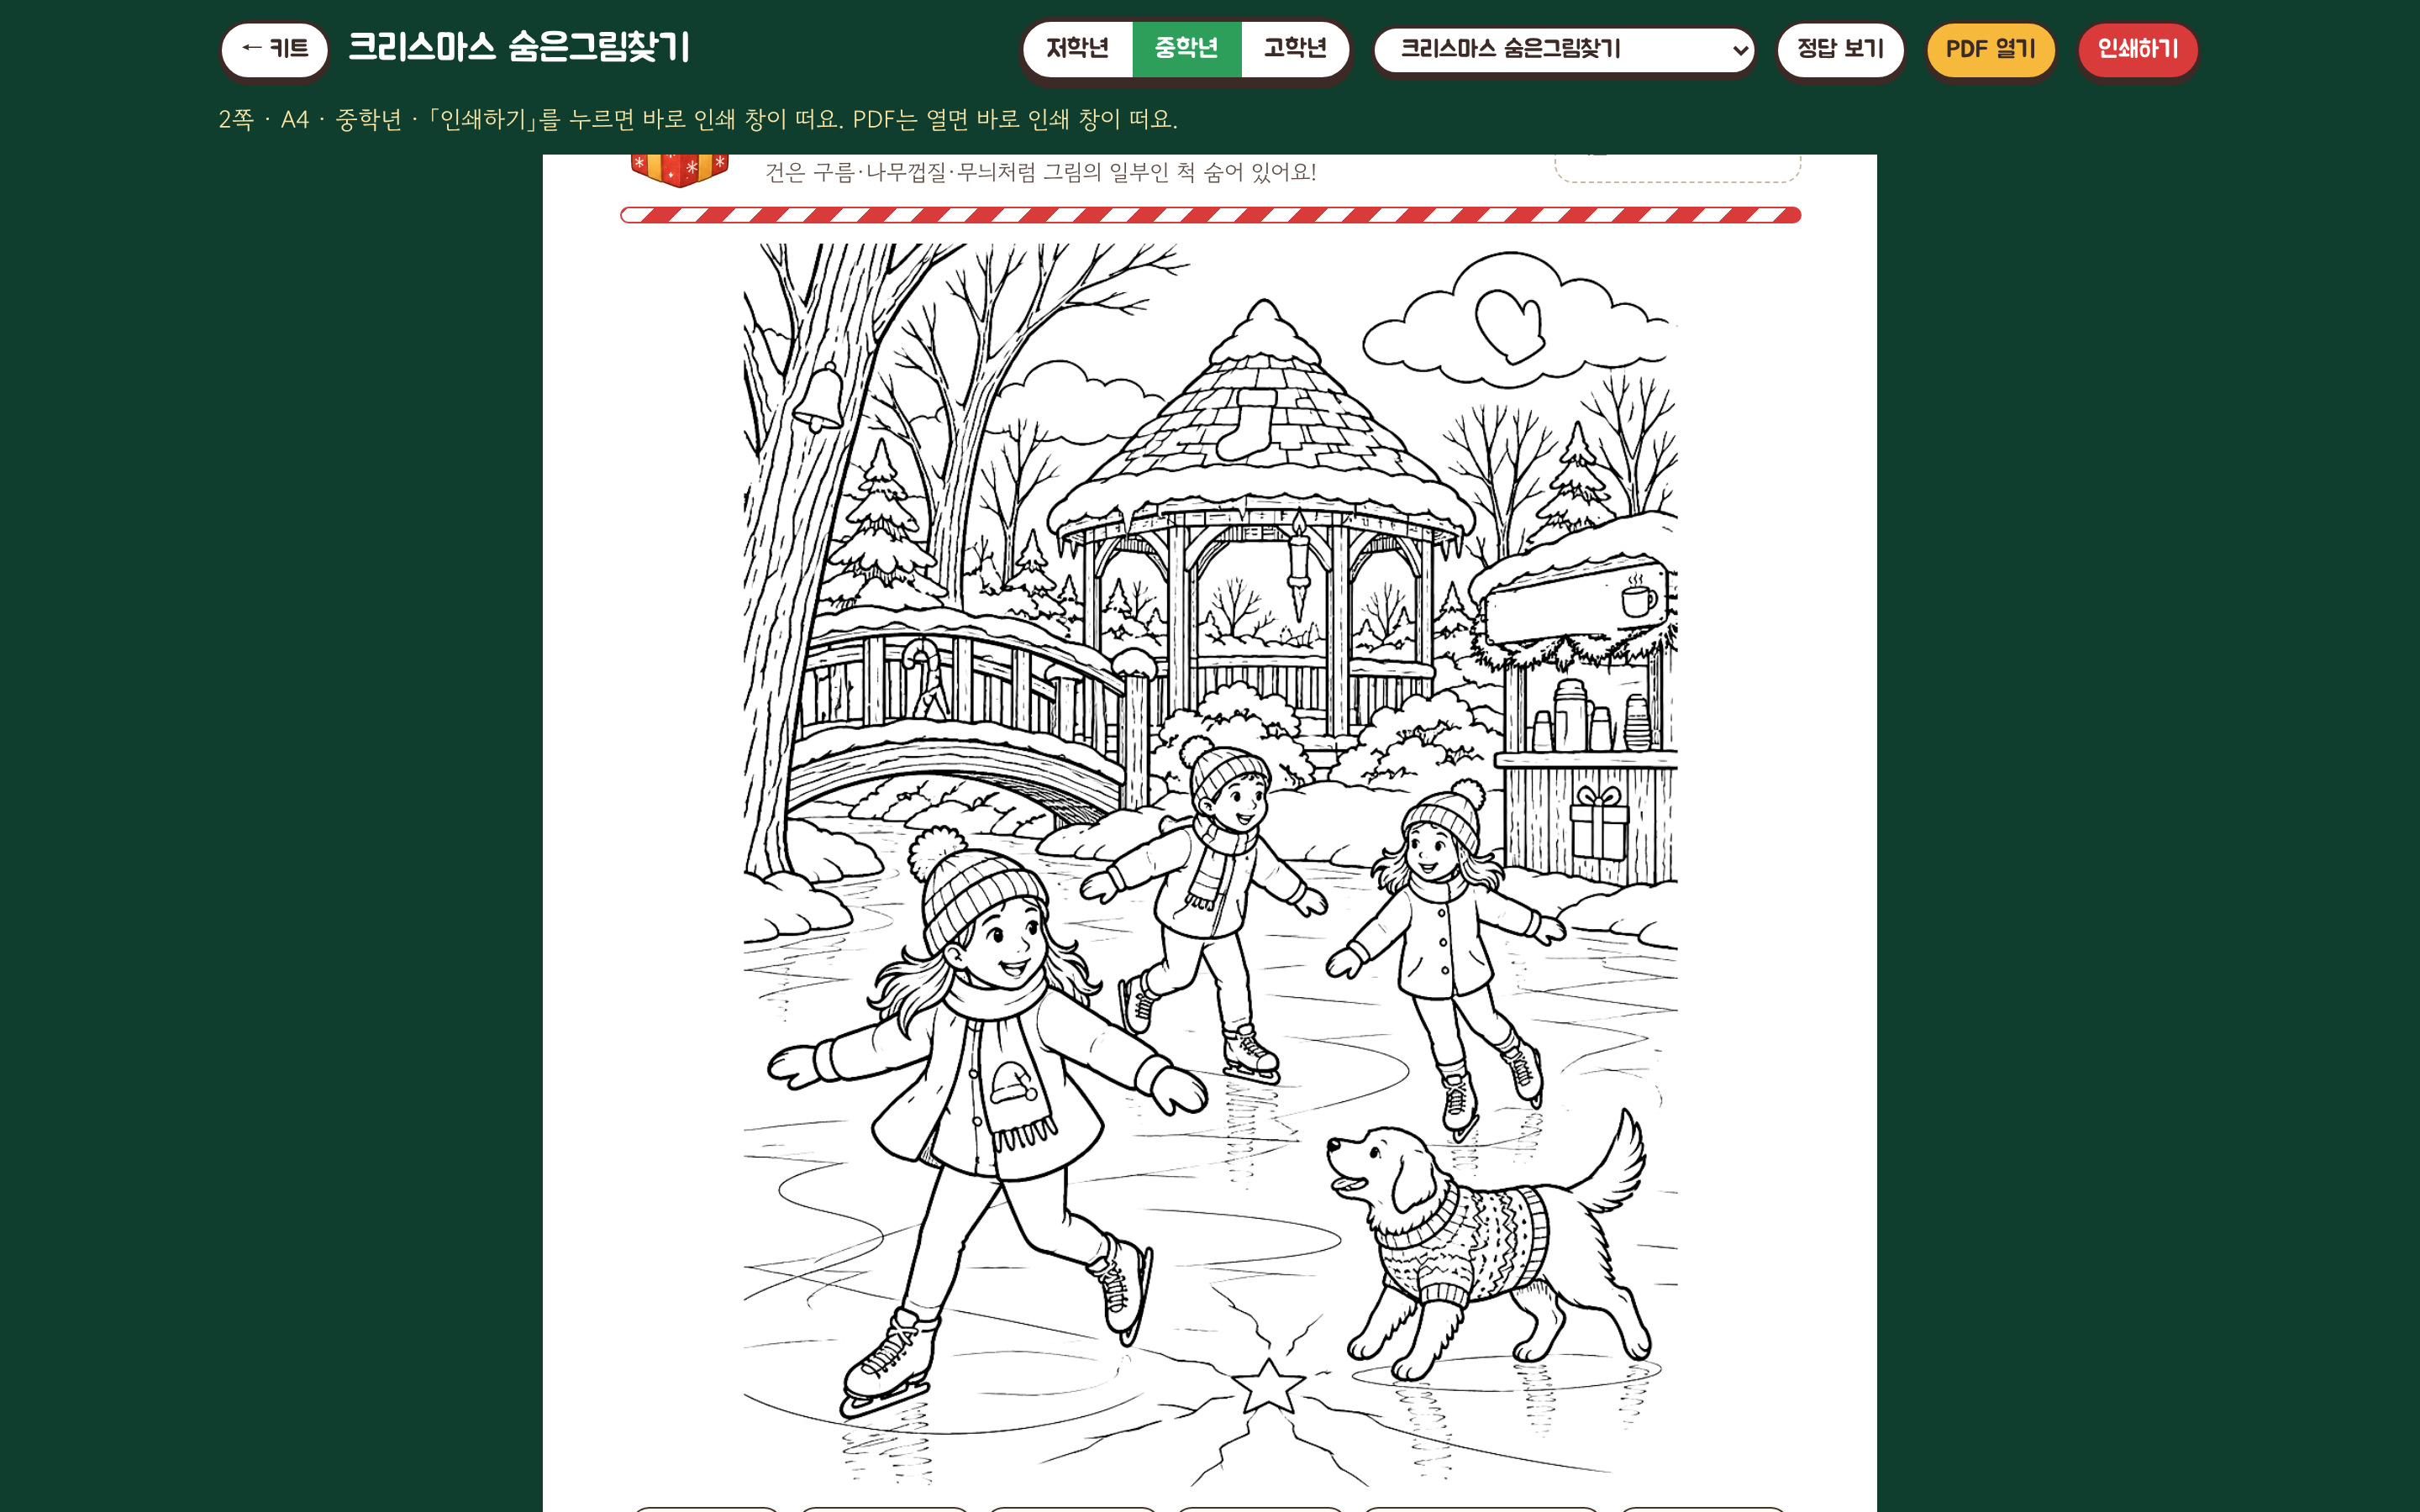 ← 키트
크리스마스 숨은그림찾기
저학년 중학년 고학년
크리스마스 숨은그림찾기
정답 보기
PDF 열기
인쇄하기
2쪽 · A4 · 중학년 · 「인쇄하기」를 누르면 바로 인쇄 창이 떠요. PDF는 열면 바로 인쇄 창이 떠요.
건은 구름·나무껍질·무늬처럼 그림의 일부인 척 숨어 있어요!